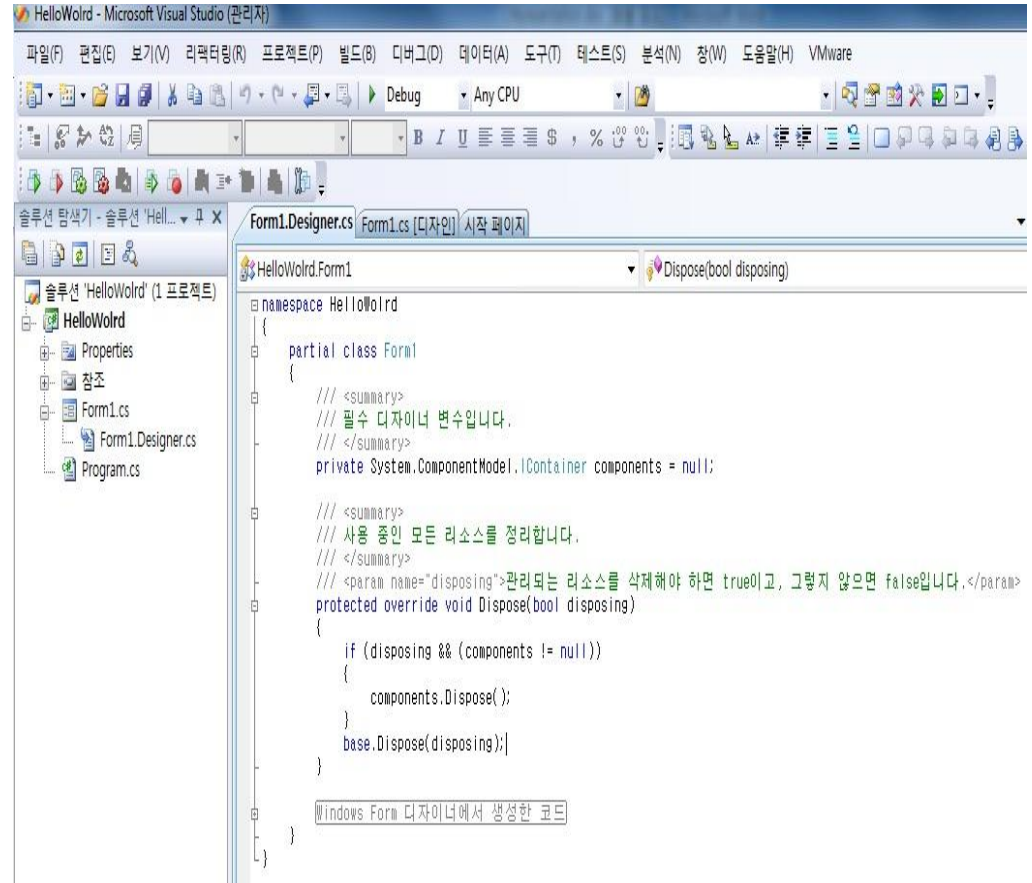 HelloWolrd - Microsoft Visual Studio (관리자)
파일(F) 편집(E) 보기(V) 리팩터링(R) 프로젝트(P) 빌드(B) 디버그(D) 데이터(A) 도구(T) 테스트(S) 분석(N) 창(W) 도움말(H) VMware
Debug Any CPU
B I U $ , %
솔루션 탐색기 - 솔루션 'Hell...
Form1.Designer.cs Form1.cs [디자인] 시작 페이지
HelloWolrd.Form1 Dispose(bool disposing)
솔루션 'HelloWolrd' (1 프로젝트)
HelloWolrd
Properties
참조
Form1.cs
Form1.Designer.cs
Program.cs
namespace HelloWolrd
{
partial class Form1
{
/// <summary>
/// 필수 디자이너 변수입니다.
/// </summary>
private System.ComponentModel.IContainer components = null;
/// <summary>
/// 사용 중인 모든 리소스를 정리합니다.
/// </summary>
/// <param name="disposing">관리되는 리소스를 삭제해야 하면 true이고, 그렇지 않으면 false입니다.</param>
protected override void Dispose(bool disposing)
{
if (disposing && (components != null))
{
components.Dispose();
}
base.Dispose(disposing);
}
Windows Form 디자이너에서 생성한 코드
}
}